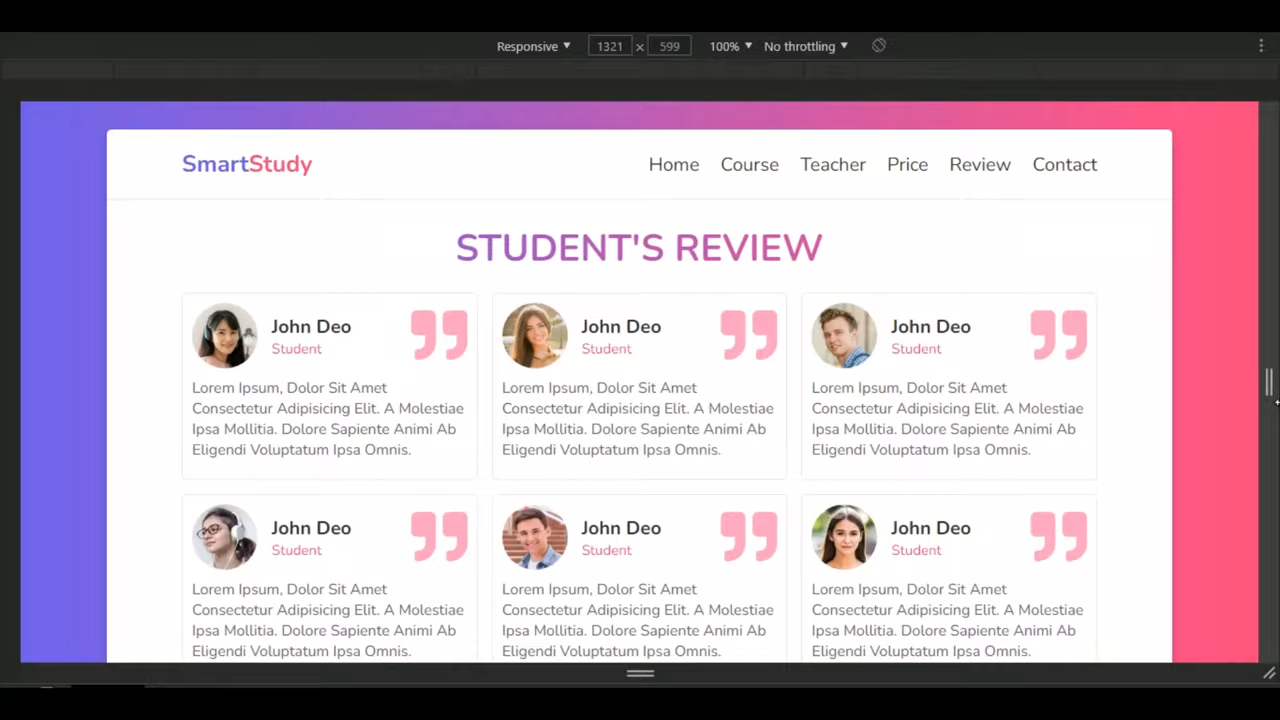 Responsive 1321 × 599 100% No throttling
SmartStudy Home Course Teacher Price Review Contact
STUDENT'S REVIEW
John Deo
Student
Lorem Ipsum, Dolor Sit Amet
Consectetur Adipisicing Elit. A Molestiae
Ipsa Mollitia. Dolore Sapiente Animi Ab
Eligendi Voluptatum Ipsa Omnis.
John Deo
Student
Lorem Ipsum, Dolor Sit Amet
Consectetur Adipisicing Elit. A Molestiae
Ipsa Mollitia. Dolore Sapiente Animi Ab
Eligendi Voluptatum Ipsa Omnis.
John Deo
Student
Lorem Ipsum, Dolor Sit Amet
Consectetur Adipisicing Elit. A Molestiae
Ipsa Mollitia. Dolore Sapiente Animi Ab
Eligendi Voluptatum Ipsa Omnis.
John Deo
Student
Lorem Ipsum, Dolor Sit Amet
Consectetur Adipisicing Elit. A Molestiae
Ipsa Mollitia. Dolore Sapiente Animi Ab
Eligendi Voluptatum Ipsa Omnis.
John Deo
Student
Lorem Ipsum, Dolor Sit Amet
Consectetur Adipisicing Elit. A Molestiae
Ipsa Mollitia. Dolore Sapiente Animi Ab
Eligendi Voluptatum Ipsa Omnis.
John Deo
Student
Lorem Ipsum, Dolor Sit Amet
Consectetur Adipisicing Elit. A Molestiae
Ipsa Mollitia. Dolore Sapiente Animi Ab
Eligendi Voluptatum Ipsa Omnis.